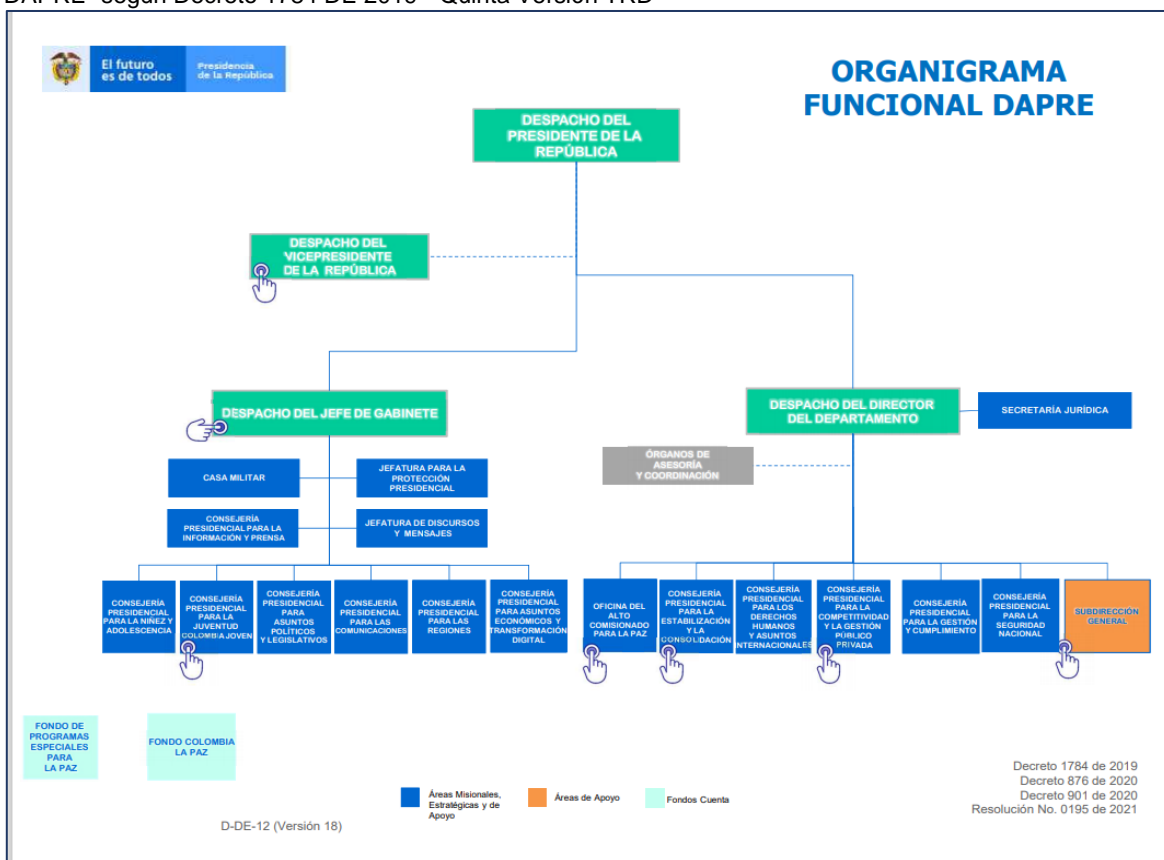 DAPRE- según Decreto 1784 DE 2019 - Quinta Versión TRD
El futuro
es de todos
Presidencia
de la República
ORGANIGRAMA
FUNCIONAL DAPRE
DESPACHO DEL
PRESIDENTE DE LA
REPÚBLICA
DESPACHO DEL
VICEPRESIDENTE
DE LA REPÚBLICA
DESPACHO DEL JEFE DE GABINETE
DESPACHO DEL DIRECTOR
DEL DEPARTAMENTO
SECRETARÍA JURÍDICA
ÓRGANOS DE
ASESORÍA
Y COORDINACIÓN
CASA MILITAR
JEFATURA PARA LA
PROTECCIÓN
PRESIDENCIAL
CONSEJERÍA
PRESIDENCIAL PARA LA
INFORMACIÓN Y PRENSA
JEFATURA DE DISCURSOS
Y MENSAJES
CONSEJERÍA
PRESIDENCIAL
PARA LA NIÑEZ Y
ADOLESCENCIA
CONSEJERÍA
PRESIDENCIAL
PARA LA
JUVENTUD
COLOMBIA JOVEN
CONSEJERÍA
PRESIDENCIAL
PARA
ASUNTOS
POLÍTICOS
Y LEGISLATIVOS
CONSEJERÍA
PRESIDENCIAL
PARA LAS
COMUNICACIONES
CONSEJERÍA
PRESIDENCIAL
PARA LAS
REGIONES
CONSEJERÍA
PRESIDENCIAL
PARA ASUNTOS
ECONÓMICOS Y
TRANSFORMACIÓN
DIGITAL
OFICINA DEL
ALTO
COMISIONADO
PARA LA PAZ
CONSEJERÍA
PRESIDENCIAL
PARA LA
ESTABILIZACIÓN
Y LA
CONSOLIDACIÓN
CONSEJERÍA
PRESIDENCIAL
PARA LOS
DERECHOS
HUMANOS
Y ASUNTOS
INTERNACIONALES
CONSEJERÍA
PRESIDENCIAL
PARA LA
COMPETITIVIDAD
Y LA GESTIÓN
PÚBLICO
PRIVADA
CONSEJERÍA
PRESIDENCIAL
PARA LA GESTIÓN
Y CUMPLIMIENTO
CONSEJERÍA
PRESIDENCIAL
PARA LA
SEGURIDAD
NACIONAL
SUBDIRECCIÓN
GENERAL
FONDO DE
PROGRAMAS
ESPECIALES
PARA
LA PAZ
FONDO COLOMBIA
LA PAZ
Áreas Misionales,
Estratégicas y de
Apoyo
Áreas de Apoyo
Fondos Cuenta
Decreto 1784 de 2019
Decreto 876 de 2020
Decreto 901 de 2020
Resolución No. 0195 de 2021
D-DE-12 (Versión 18)